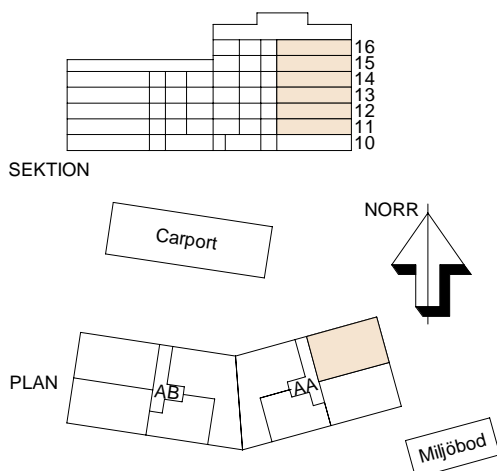 16
15
14
13
12
11
10
SEKTION
NORR
Carport
PLAN
AB
AA
Miljöbod